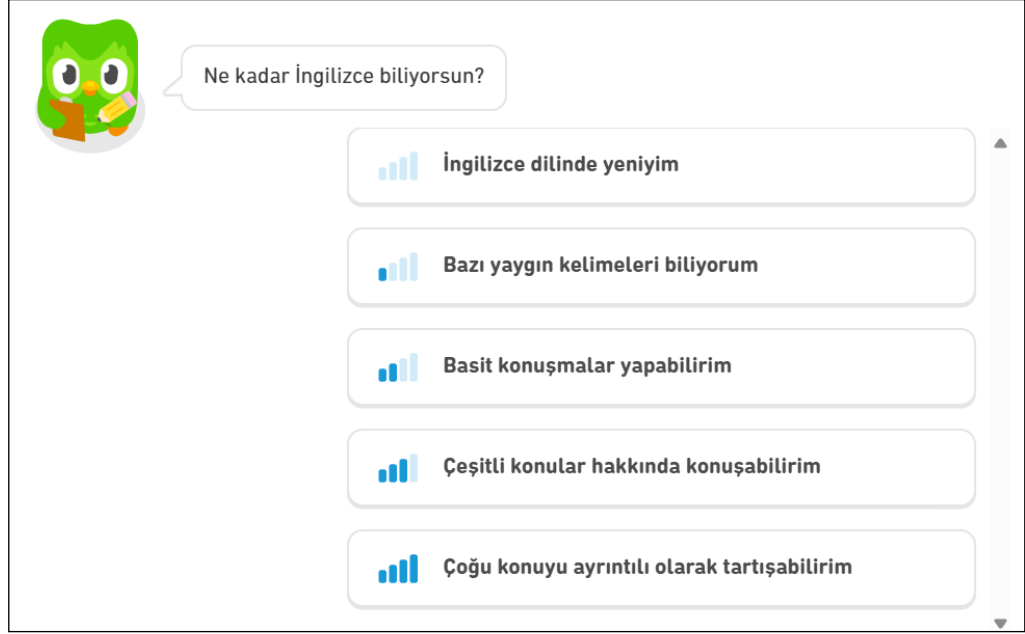 Ne kadar İngilizce biliyorsun?
İngilizce dilinde yeniyim
Bazı yaygın kelimeleri biliyorum
Basit konuşmalar yapabilirim
Çeşitli konular hakkında konuşabilirim
Çoğu konuyu ayrıntılı olarak tartışabilirim